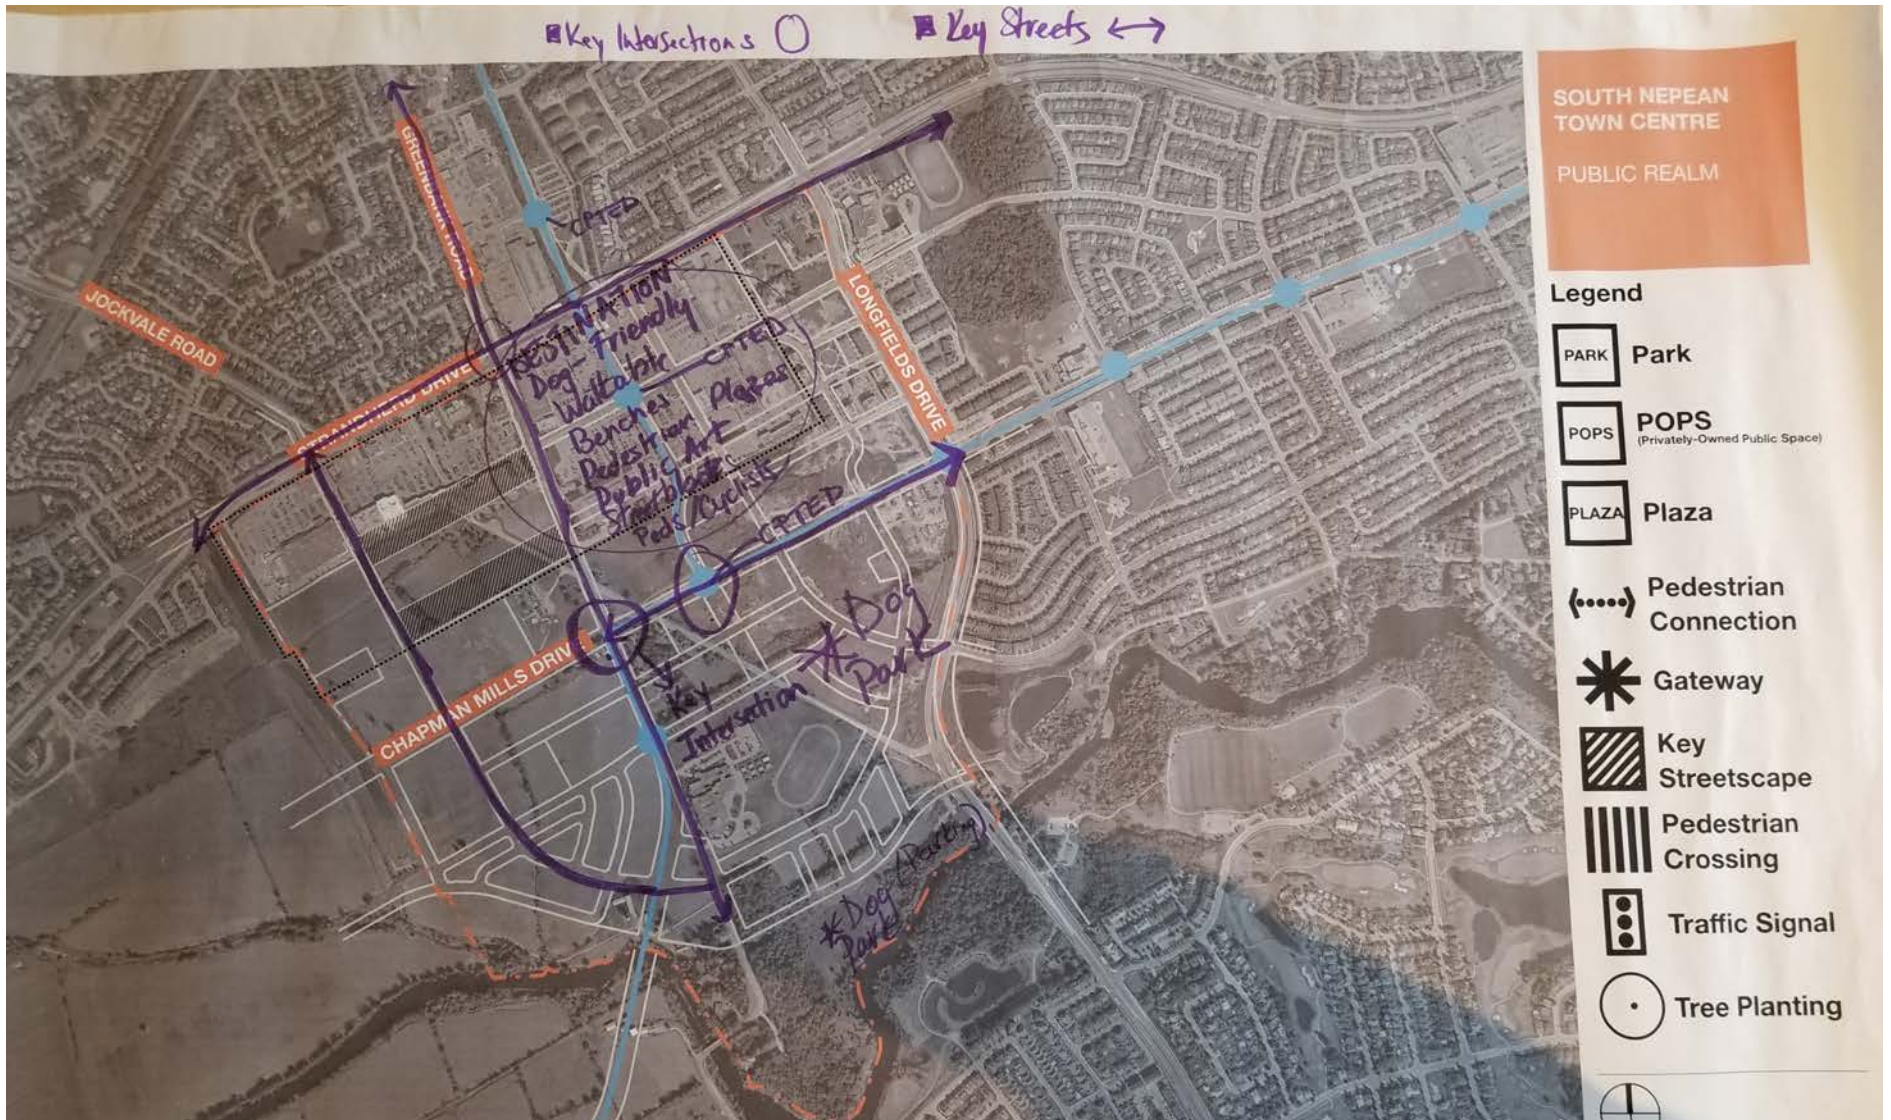 Key Intersections
Key Streets
SOUTH NEPEAN
TOWN CENTRE
PUBLIC REALM
Legend
PARK
Park
POPS
POPS
(Privately-Owned Public Space)
PLAZA
Plaza
Pedestrian
Connection
Gateway
Key
Streetscape
Pedestrian
Crossing
Traffic Signal
Tree Planting
GREENBANK ROAD
JOCKVALE ROAD
STRANDHERD DRIVE
LONGFIELDS DRIVE
CHAPMAN MILLS DRIVE
CPTED
DESTINATION
Dog-Friendly
Walkable
CPTED
Benches
Pedestrian Plazas
Public Art
Peds/Cyclists
CPTED
Key
Intersection
Dog
Park
Dog (Parking)
Park